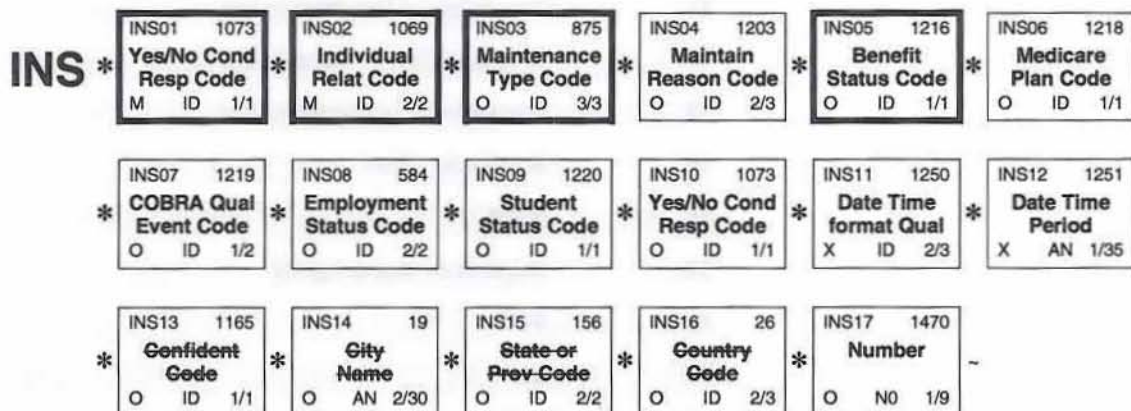 INS01 1073 INS02 1069 INS03 875 INS04 1203 INS05 1216 INS06 1218
INS * Yes/No Cond * Individual * Maintenance * Maintain * Benefit * Medicare
Resp Code Relat Code Type Code Reason Code Status Code Plan Code
M ID 1/1 M ID 2/2 O ID 3/3 O ID 2/3 O ID 1/1 O ID 1/1
INS07 1219 INS08 584 INS09 1220 INS10 1073 INS11 1250 INS12 1251
* COBRA Qual * Employment * Student * Yes/No Cond * Date Time * Date Time
Event Code Status Code Status Code Resp Code format Qual Period
O ID 1/2 O ID 2/2 O ID 1/1 O ID 1/1 X ID 2/3 X AN 1/35
INS13 1165 INS14 19 INS15 156 INS16 26 INS17 1470
* Confident * City * State or * Country * Number ~
Code Name Prov Code Code
O ID 1/1 O AN 2/30 O ID 2/2 O ID 2/3 O N0 1/9